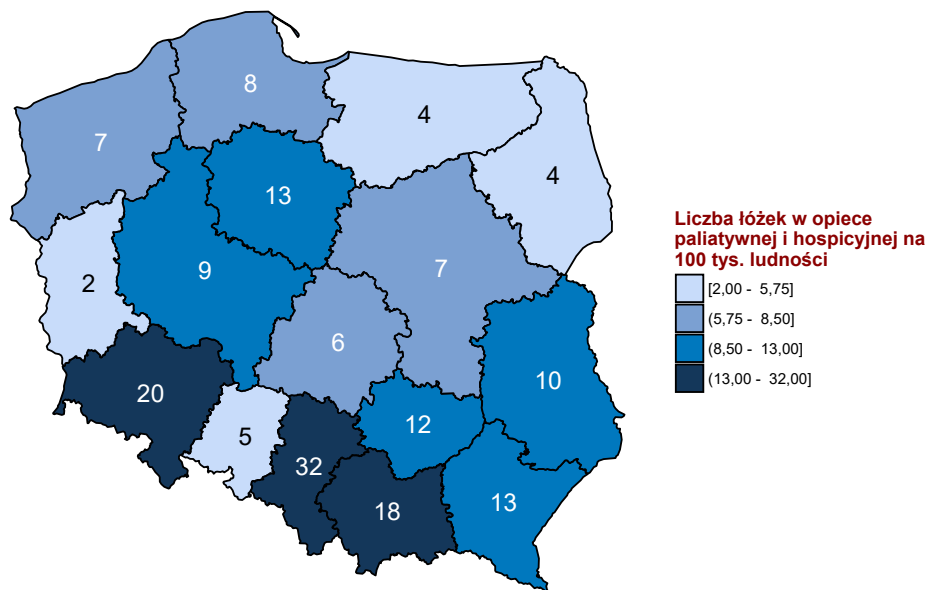 8
4
7
4
13
9
7
2
6
10
20
12
5
32
13
18
Liczba łóżek w opiece
paliatywnej i hospicyjnej na
100 tys. ludności
[2,00 - 5,75]
(5,75 - 8,50]
(8,50 - 13,00]
(13,00 - 32,00]